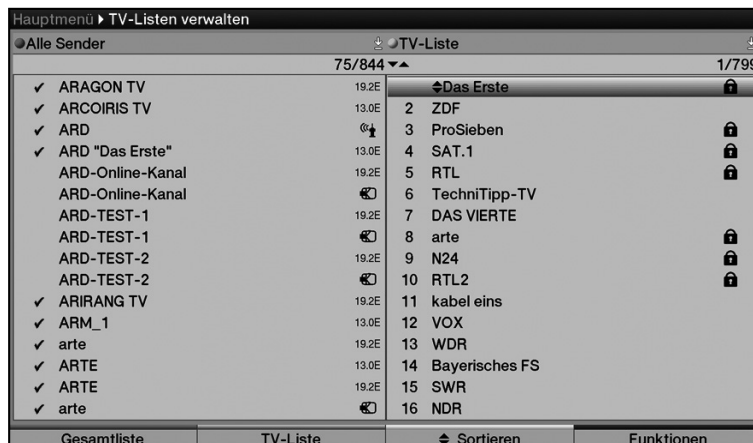 Hauptmenü TV-Listen verwalten
Alle Sender
75/844
ARAGON TV 19.2E
ARCOIRIS TV 13.0E
ARD
ARD "Das Erste" 13.0E
ARD-Online-Kanal 19.2E
ARD-Online-Kanal
ARD-TEST-1 19.2E
ARD-TEST-1
ARD-TEST-2 19.2E
ARD-TEST-2
ARIRANG TV 19.2E
ARM_1 13.0E
arte 19.2E
ARTE 13.0E
ARTE 19.2E
arte
TV-Liste
1/799
Das Erste
2 ZDF
3 ProSieben
4 SAT.1
5 RTL
6 TechniTipp-TV
7 DAS VIERTE
8 arte
9 N24
10 RTL2
11 kabel eins
12 VOX
13 WDR
14 Bayerisches FS
15 SWR
16 NDR
Gesamtliste TV-Liste Sortieren Funktionen